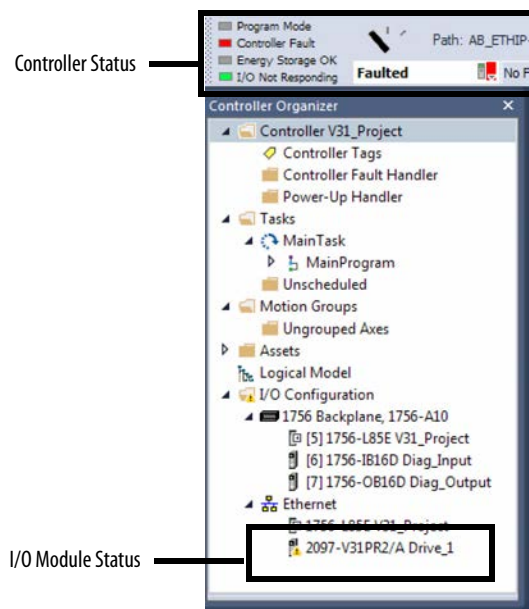 Controller Status
Program Mode
Controller Fault
Energy Storage OK
I/O Not Responding
Path: AB_ETHIP-
Faulted
No F
Controller Organizer
Controller V31_Project
Controller Tags
Controller Fault Handler
Power-Up Handler
Tasks
MainTask
MainProgram
Unscheduled
Motion Groups
Ungrouped Axes
Assets
Logical Model
I/O Configuration
1756 Backplane, 1756-A10
[5] 1756-L85E V31_Project
[6] 1756-IB16D Diag_Input
[7] 1756-OB16D Diag_Output
Ethernet
1756-L85E V31_Project
2097-V31PR2/A Drive_1
I/O Module Status